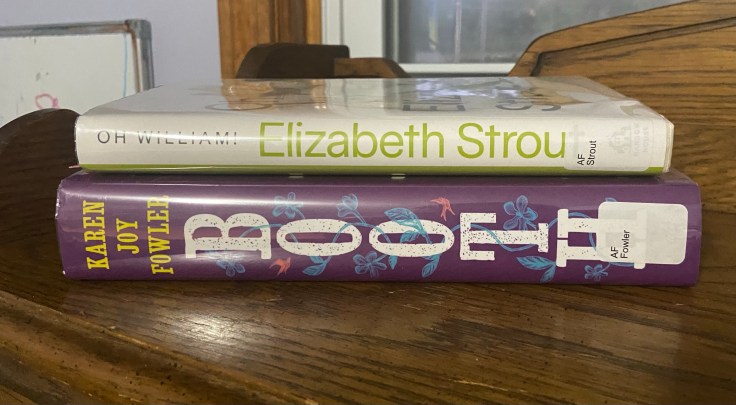 OH WILLIAM! Elizabeth Strou
AF
Strout
KAREN
JOY
FOWLER
BOOTH
AF
Fowler